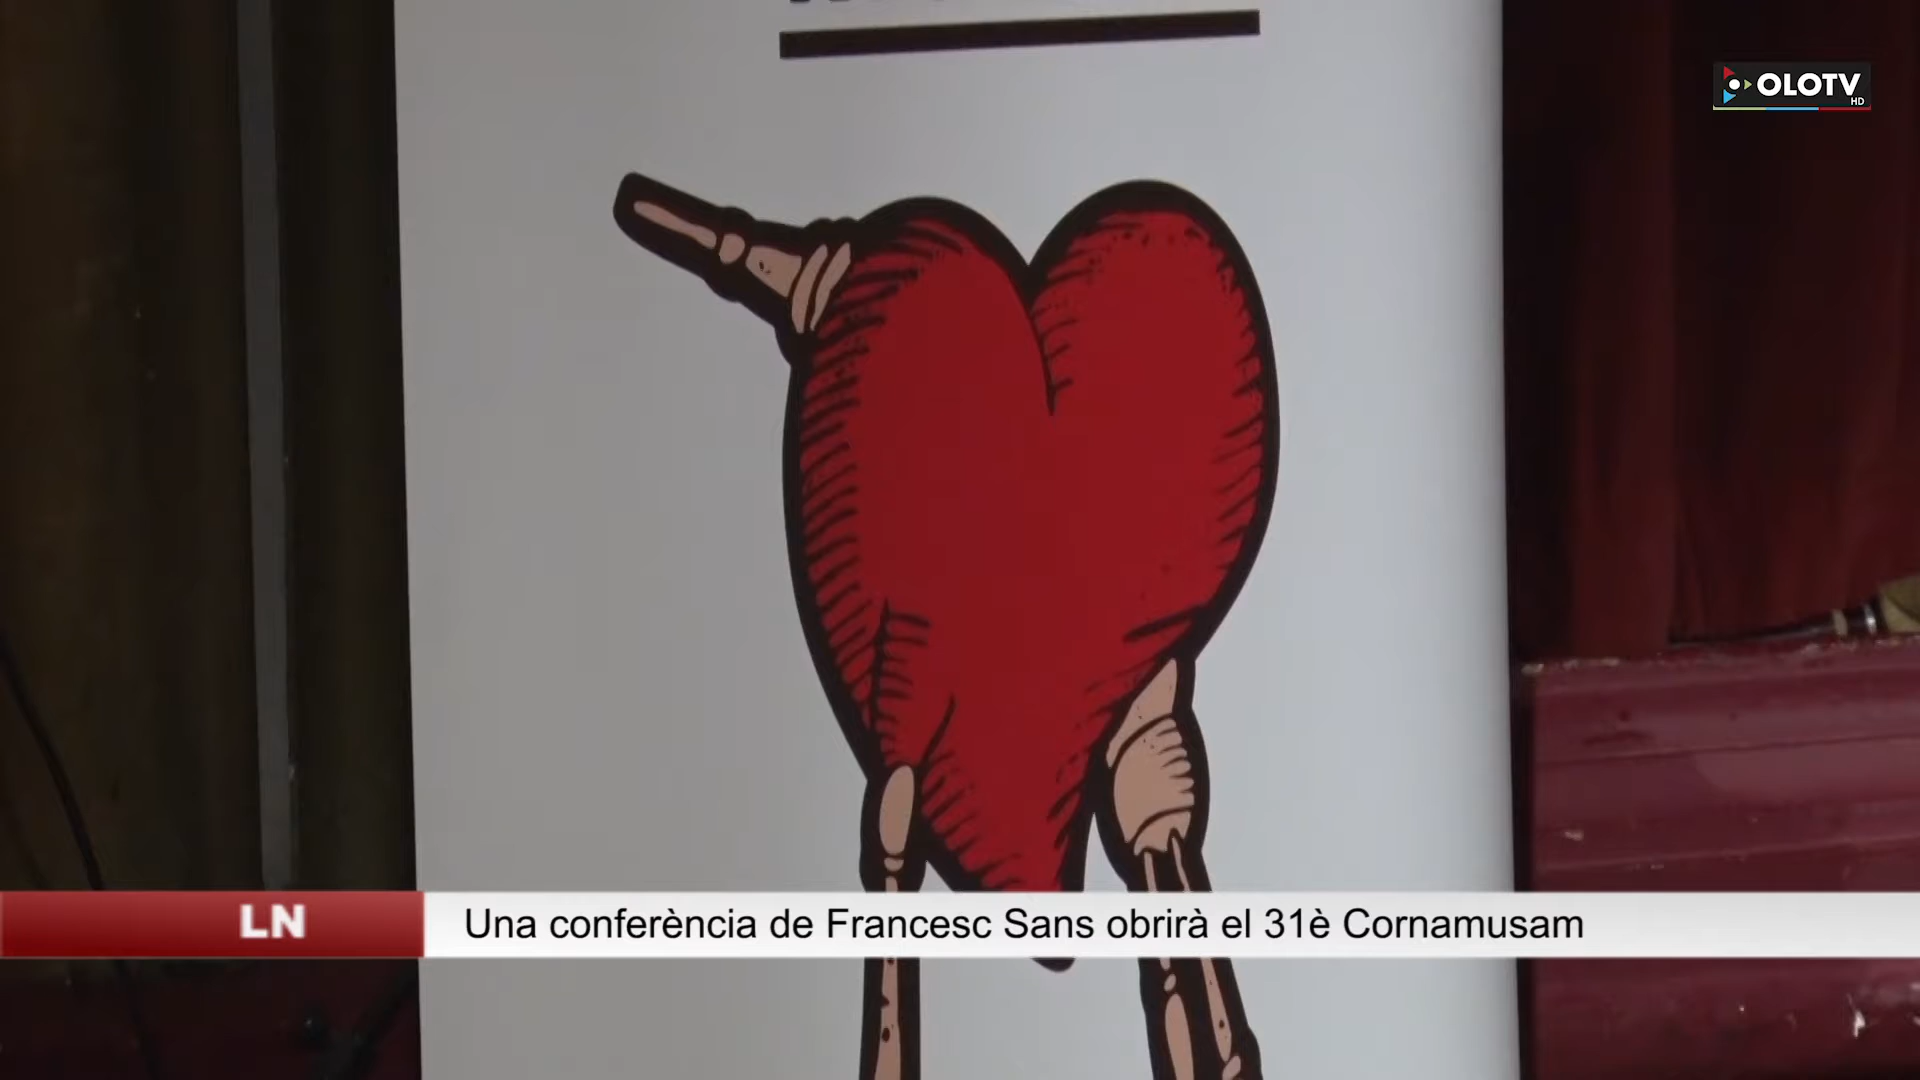 OLOTV
HD
LN
Una conferència de Francesc Sans obrirà el 31è Cornamusam